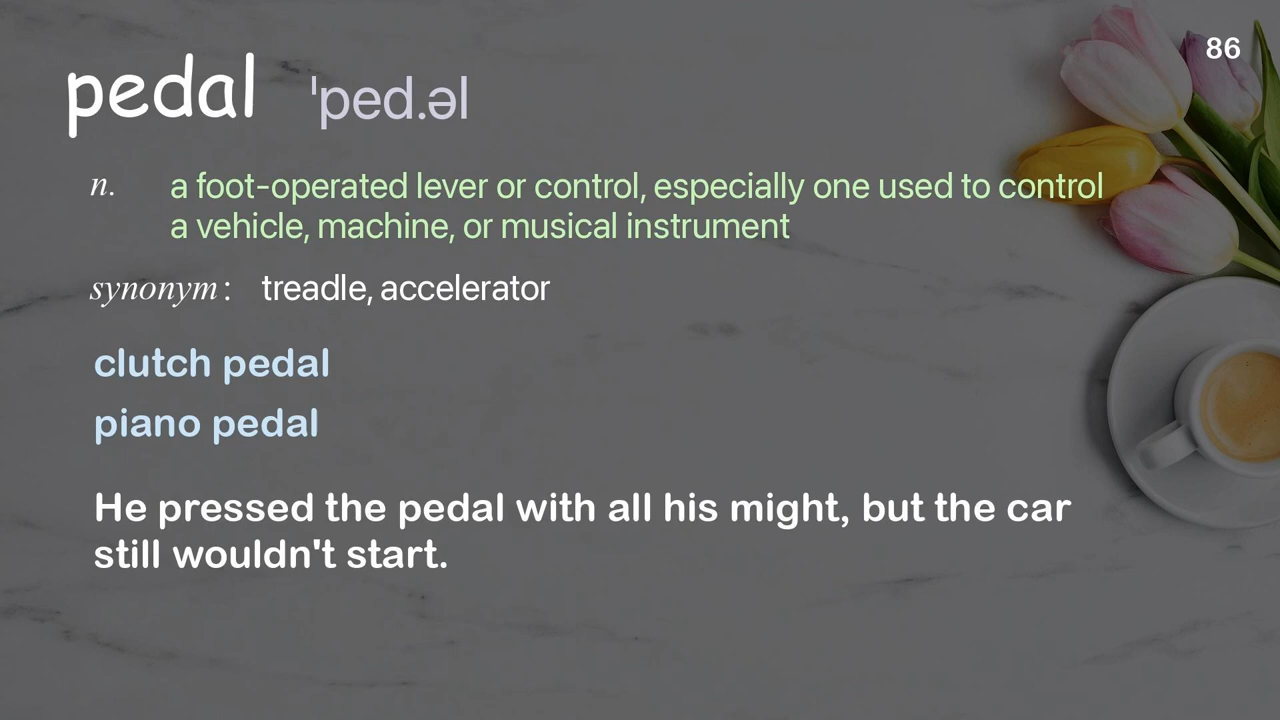 86
pedal ˈped.əl
n. a foot-operated lever or control, especially one used to control
a vehicle, machine, or musical instrument
synonym: treadle, accelerator
clutch pedal
piano pedal
He pressed the pedal with all his might, but the car
still wouldn't start.